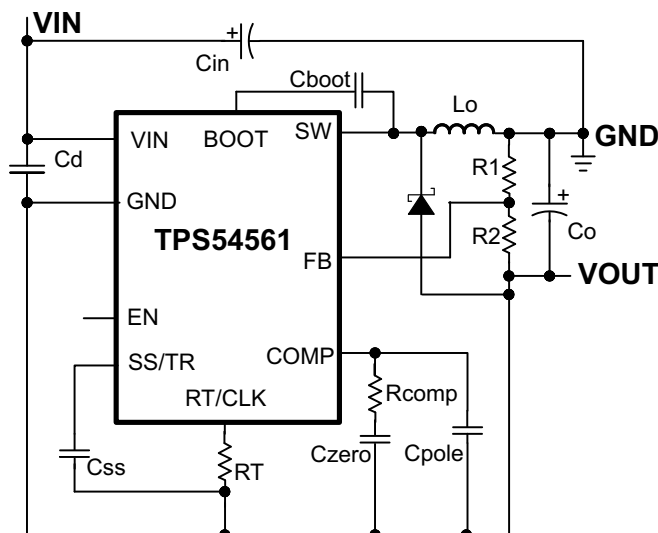 VIN
Cin
Cboot
Lo
VIN
BOOT
SW
GND
Cd
R1
GND
TPS54561
R2
Co
FB
VOUT
EN
COMP
SS/TR
RT/CLK
Rcomp
Css
RT
Czero
Cpole